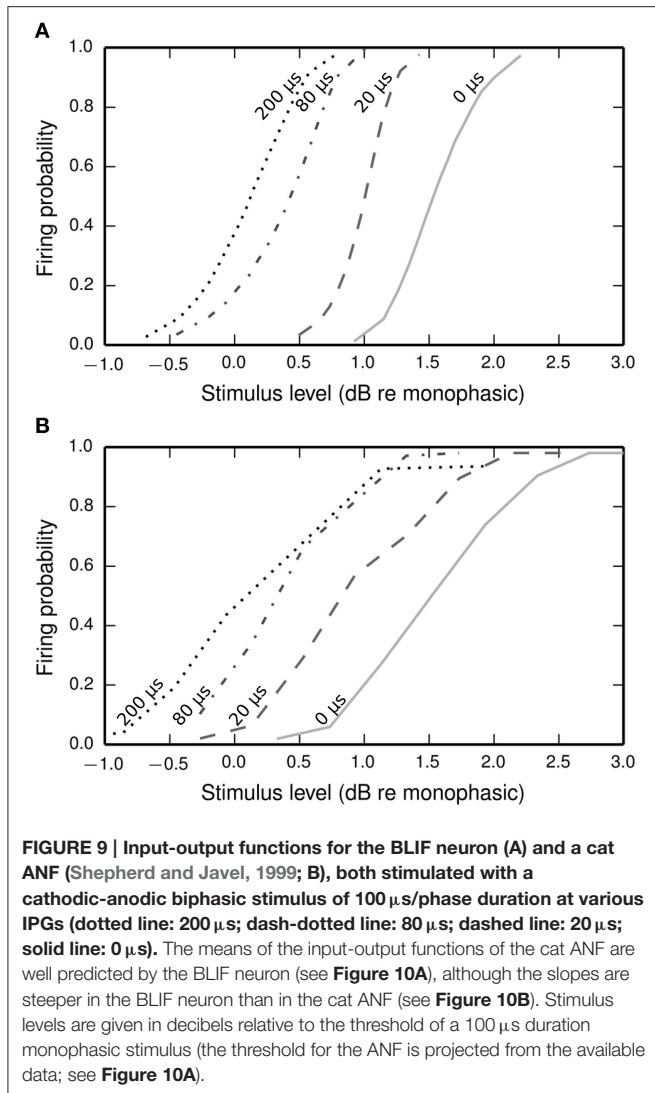 A
1.0
0.8
0.6
0.4
0.2
0.0
Firing probability
200 µs
80 µs
20 µs
0 µs
−1.0 −0.5 0.0 0.5 1.0 1.5 2.0 2.5 3.0
Stimulus level (dB re monophasic)
B
1.0
0.8
0.6
0.4
0.2
0.0
Firing probability
200 µs
80 µs
20 µs
0 µs
−1.0 −0.5 0.0 0.5 1.0 1.5 2.0 2.5 3.0
Stimulus level (dB re monophasic)
FIGURE 9 | Input-output functions for the BLIF neuron (A) and a cat
ANF (Shepherd and Javel, 1999; B), both stimulated with a
cathodic-anodic biphasic stimulus of 100 µs/phase duration at various
IPGs (dotted line: 200 µs; dash-dotted line: 80 µs; dashed line: 20 µs;
solid line: 0 µs). The means of the input-output functions of the cat ANF are
well predicted by the BLIF neuron (see Figure 10A), although the slopes are
steeper in the BLIF neuron than in the cat ANF (see Figure 10B). Stimulus
levels are given in decibels relative to the threshold of a 100 µs duration
monophasic stimulus (the threshold for the ANF is projected from the available
data; see Figure 10A).